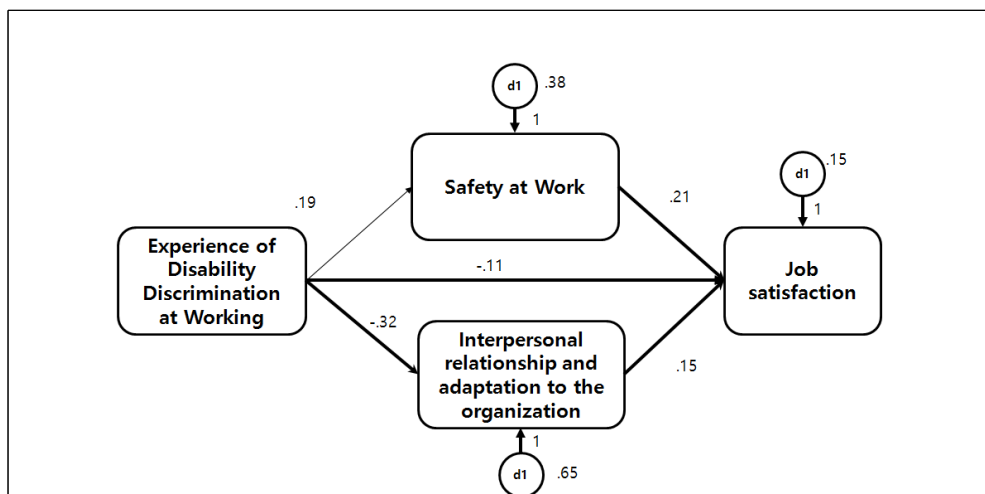 d1
.38
1
Safety at Work
d1
.15
1
.19
.21
Experience of
Disability
Discrimination
at Working
-.11
Job
satisfaction
-.32
Interpersonal
relationship and
adaptation to the
organization
.15
1
d1
.65